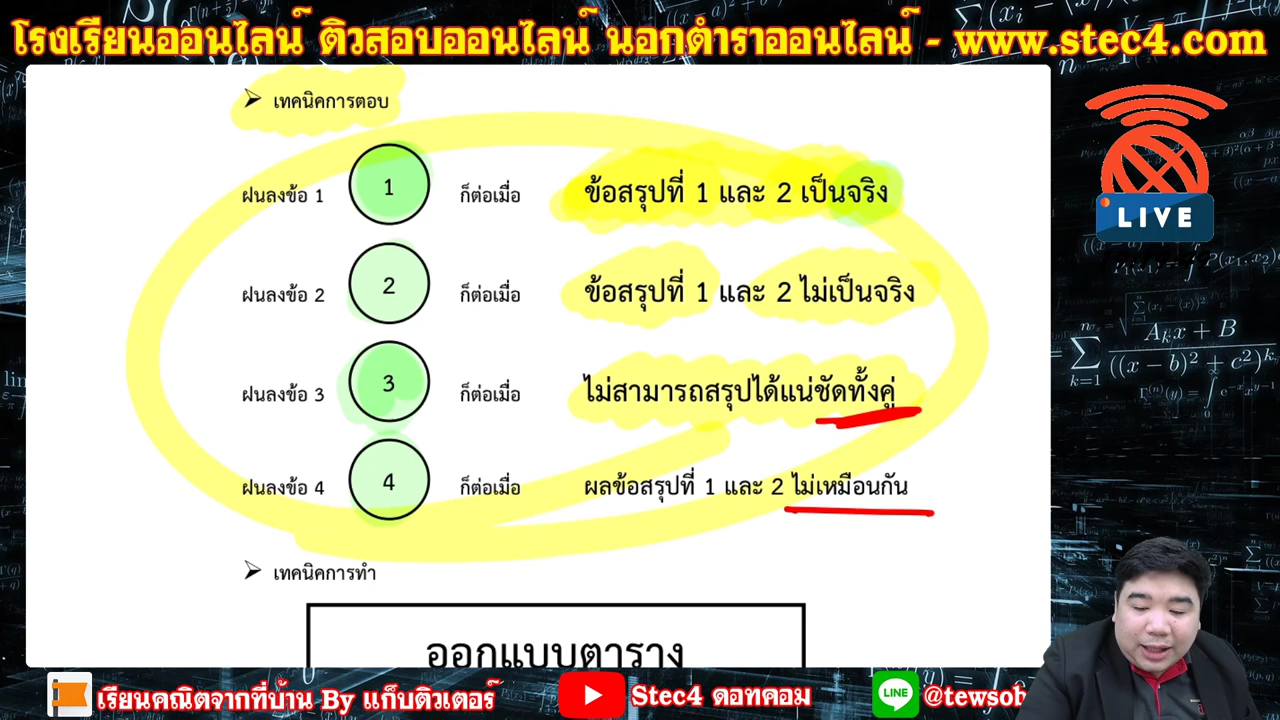 โรงเรียนออนไลน์ ติวสอบออนไลน์ นอกตำราออนไลน์ - www.stec4.com
➢ เทคนิคการตอบ
ฝนลงข้อ 1 1 ก็ต่อเมื่อ ข้อสรุปที่ 1 และ 2 เป็นจริง
ฝนลงข้อ 2 2 ก็ต่อเมื่อ ข้อสรุปที่ 1 และ 2 ไม่เป็นจริง
ฝนลงข้อ 3 3 ก็ต่อเมื่อ ไม่สามารถสรุปได้แน่ชัดทั้งคู่
ฝนลงข้อ 4 4 ก็ต่อเมื่อ ผลข้อสรุปที่ 1 และ 2 ไม่เหมือนกัน
➢ เทคนิคการทำ
ออกแบบตาราง
LIVE
เรียนคณิตจากที่บ้าน By แก็บติวเตอร์
Stec4 ดอทคอม
LINE
@tewsob